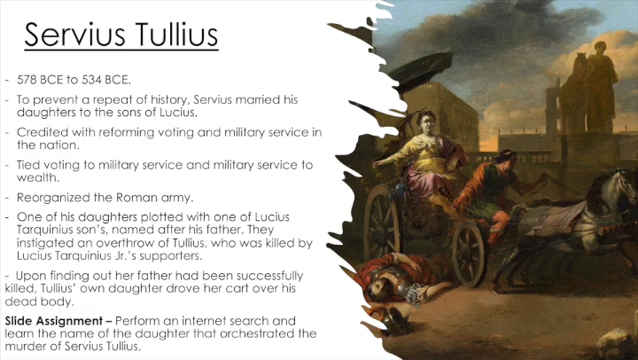 Servius Tullius
- 578 BCE to 534 BCE.
- To prevent a repeat of history, Servius married his
daughters to the sons of Lucius.
- Credited with reforming voting and military service in
the nation.
- Tied voting to military service and military service to
wealth.
- Reorganized the Roman army.
- One of his daughters plotted with one of Lucius
Tarquinius son's, named after his father. They
instigated an overthrow of Tullius, who was killed by
Lucius Tarquinius Jr.'s supporters.
- Upon finding out her father had been successfully
killed, Tullius' own daughter drove her cart over his
dead body.
Slide Assignment – Perform an internet search and
learn the name of the daughter that orchestrated the
murder of Servius Tullius.